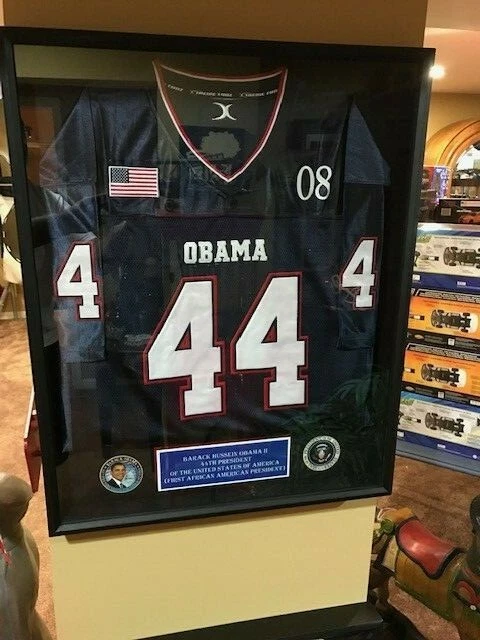 08
OBAMA
4
4
44
BARACK HUSSEIN OBAMA II
44TH PRESIDENT
OF THE UNITED STATES OF AMERICA
(FIRST AFRICAN AMERICAN PRESIDENT)